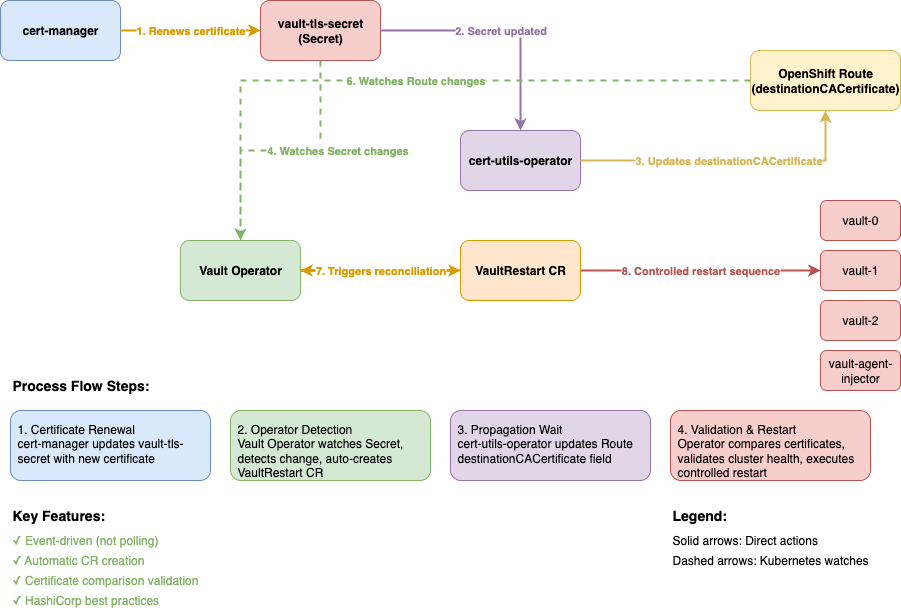 cert-manager
1. Renews certificate
vault-tls-secret
(Secret)
2. Secret updated
OpenShift Route
(destinationCACertificate)
6. Watches Route changes
4. Watches Secret changes
cert-utils-operator
3. Updates destinationCACertificate
vault-0
Vault Operator
7. Triggers reconciliation
VaultRestart CR
8. Controlled restart sequence
vault-1
vault-2
vault-agent-
injector
Process Flow Steps:
1. Certificate Renewal
cert-manager updates vault-tls-
secret with new certificate
2. Operator Detection
Vault Operator watches Secret,
detects change, auto-creates
VaultRestart CR
3. Propagation Wait
cert-utils-operator updates Route
destinationCACertificate field
4. Validation & Restart
Operator compares certificates,
validates cluster health, executes
controlled restart
Key Features:
✓ Event-driven (not polling)
✓ Automatic CR creation
✓ Certificate comparison validation
✓ HashiCorp best practices
Legend:
Solid arrows: Direct actions
Dashed arrows: Kubernetes watches